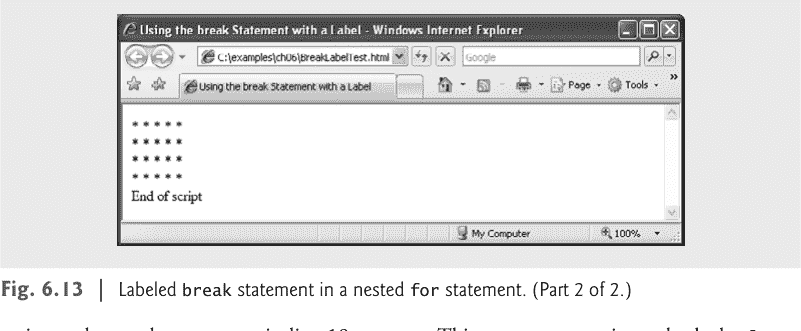 Using the break Statement with a Label - Windows Internet Explorer
C:\examples\ch06\BreakLabelTest.html
Google
Using the break Statement with a Label
Page
Tools
»
* * * * *
* * * * *
* * * * *
* * * * *
End of script
My Computer
100%
Fig. 6.13 | Labeled break statement in a nested for statement. (Part 2 of 2.)